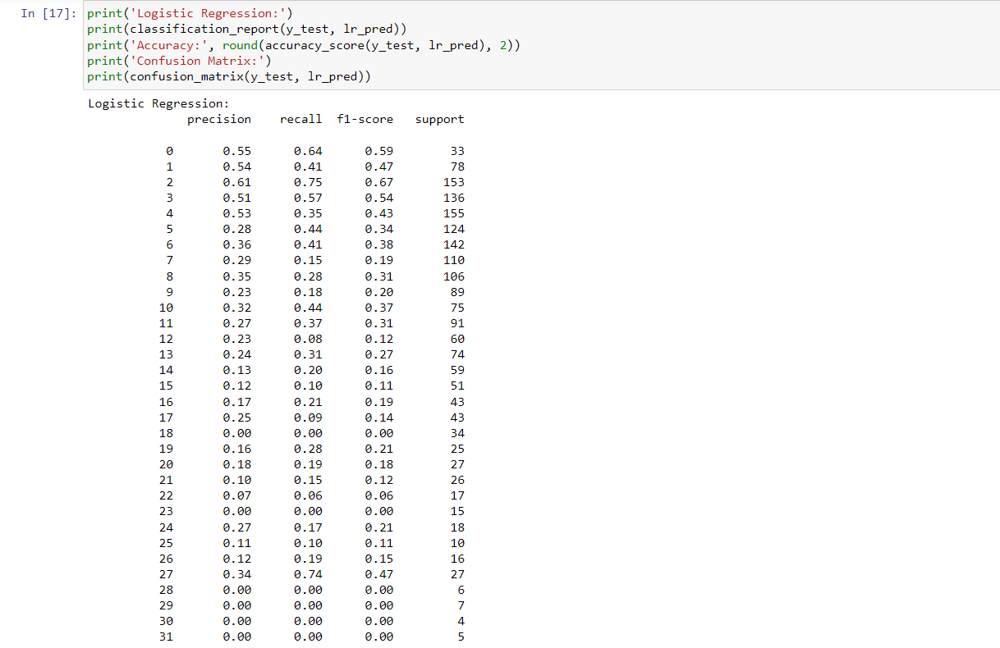 In [17]: print('Logistic Regression:')
print(classification_report(y_test, lr_pred))
print('Accuracy:', round(accuracy_score(y_test, lr_pred), 2))
print('Confusion Matrix:')
print(confusion_matrix(y_test, lr_pred))
Logistic Regression:
precision recall f1-score support
0 0.55 0.64 0.59 33
1 0.54 0.41 0.47 78
2 0.61 0.75 0.67 153
3 0.51 0.57 0.54 136
4 0.53 0.35 0.43 155
5 0.28 0.44 0.34 124
6 0.36 0.41 0.38 142
7 0.29 0.15 0.19 110
8 0.35 0.28 0.31 106
9 0.23 0.18 0.20 89
10 0.32 0.44 0.37 75
11 0.27 0.37 0.31 91
12 0.23 0.08 0.12 60
13 0.24 0.31 0.27 74
14 0.13 0.20 0.16 59
15 0.12 0.10 0.11 51
16 0.17 0.21 0.19 43
17 0.25 0.09 0.14 43
18 0.00 0.00 0.00 34
19 0.16 0.28 0.21 25
20 0.18 0.19 0.18 27
21 0.10 0.15 0.12 26
22 0.07 0.06 0.06 17
23 0.00 0.00 0.00 15
24 0.27 0.17 0.21 18
25 0.11 0.10 0.11 10
26 0.12 0.19 0.15 16
27 0.34 0.74 0.47 27
28 0.00 0.00 0.00 6
29 0.00 0.00 0.00 7
30 0.00 0.00 0.00 4
31 0.00 0.00 0.00 5